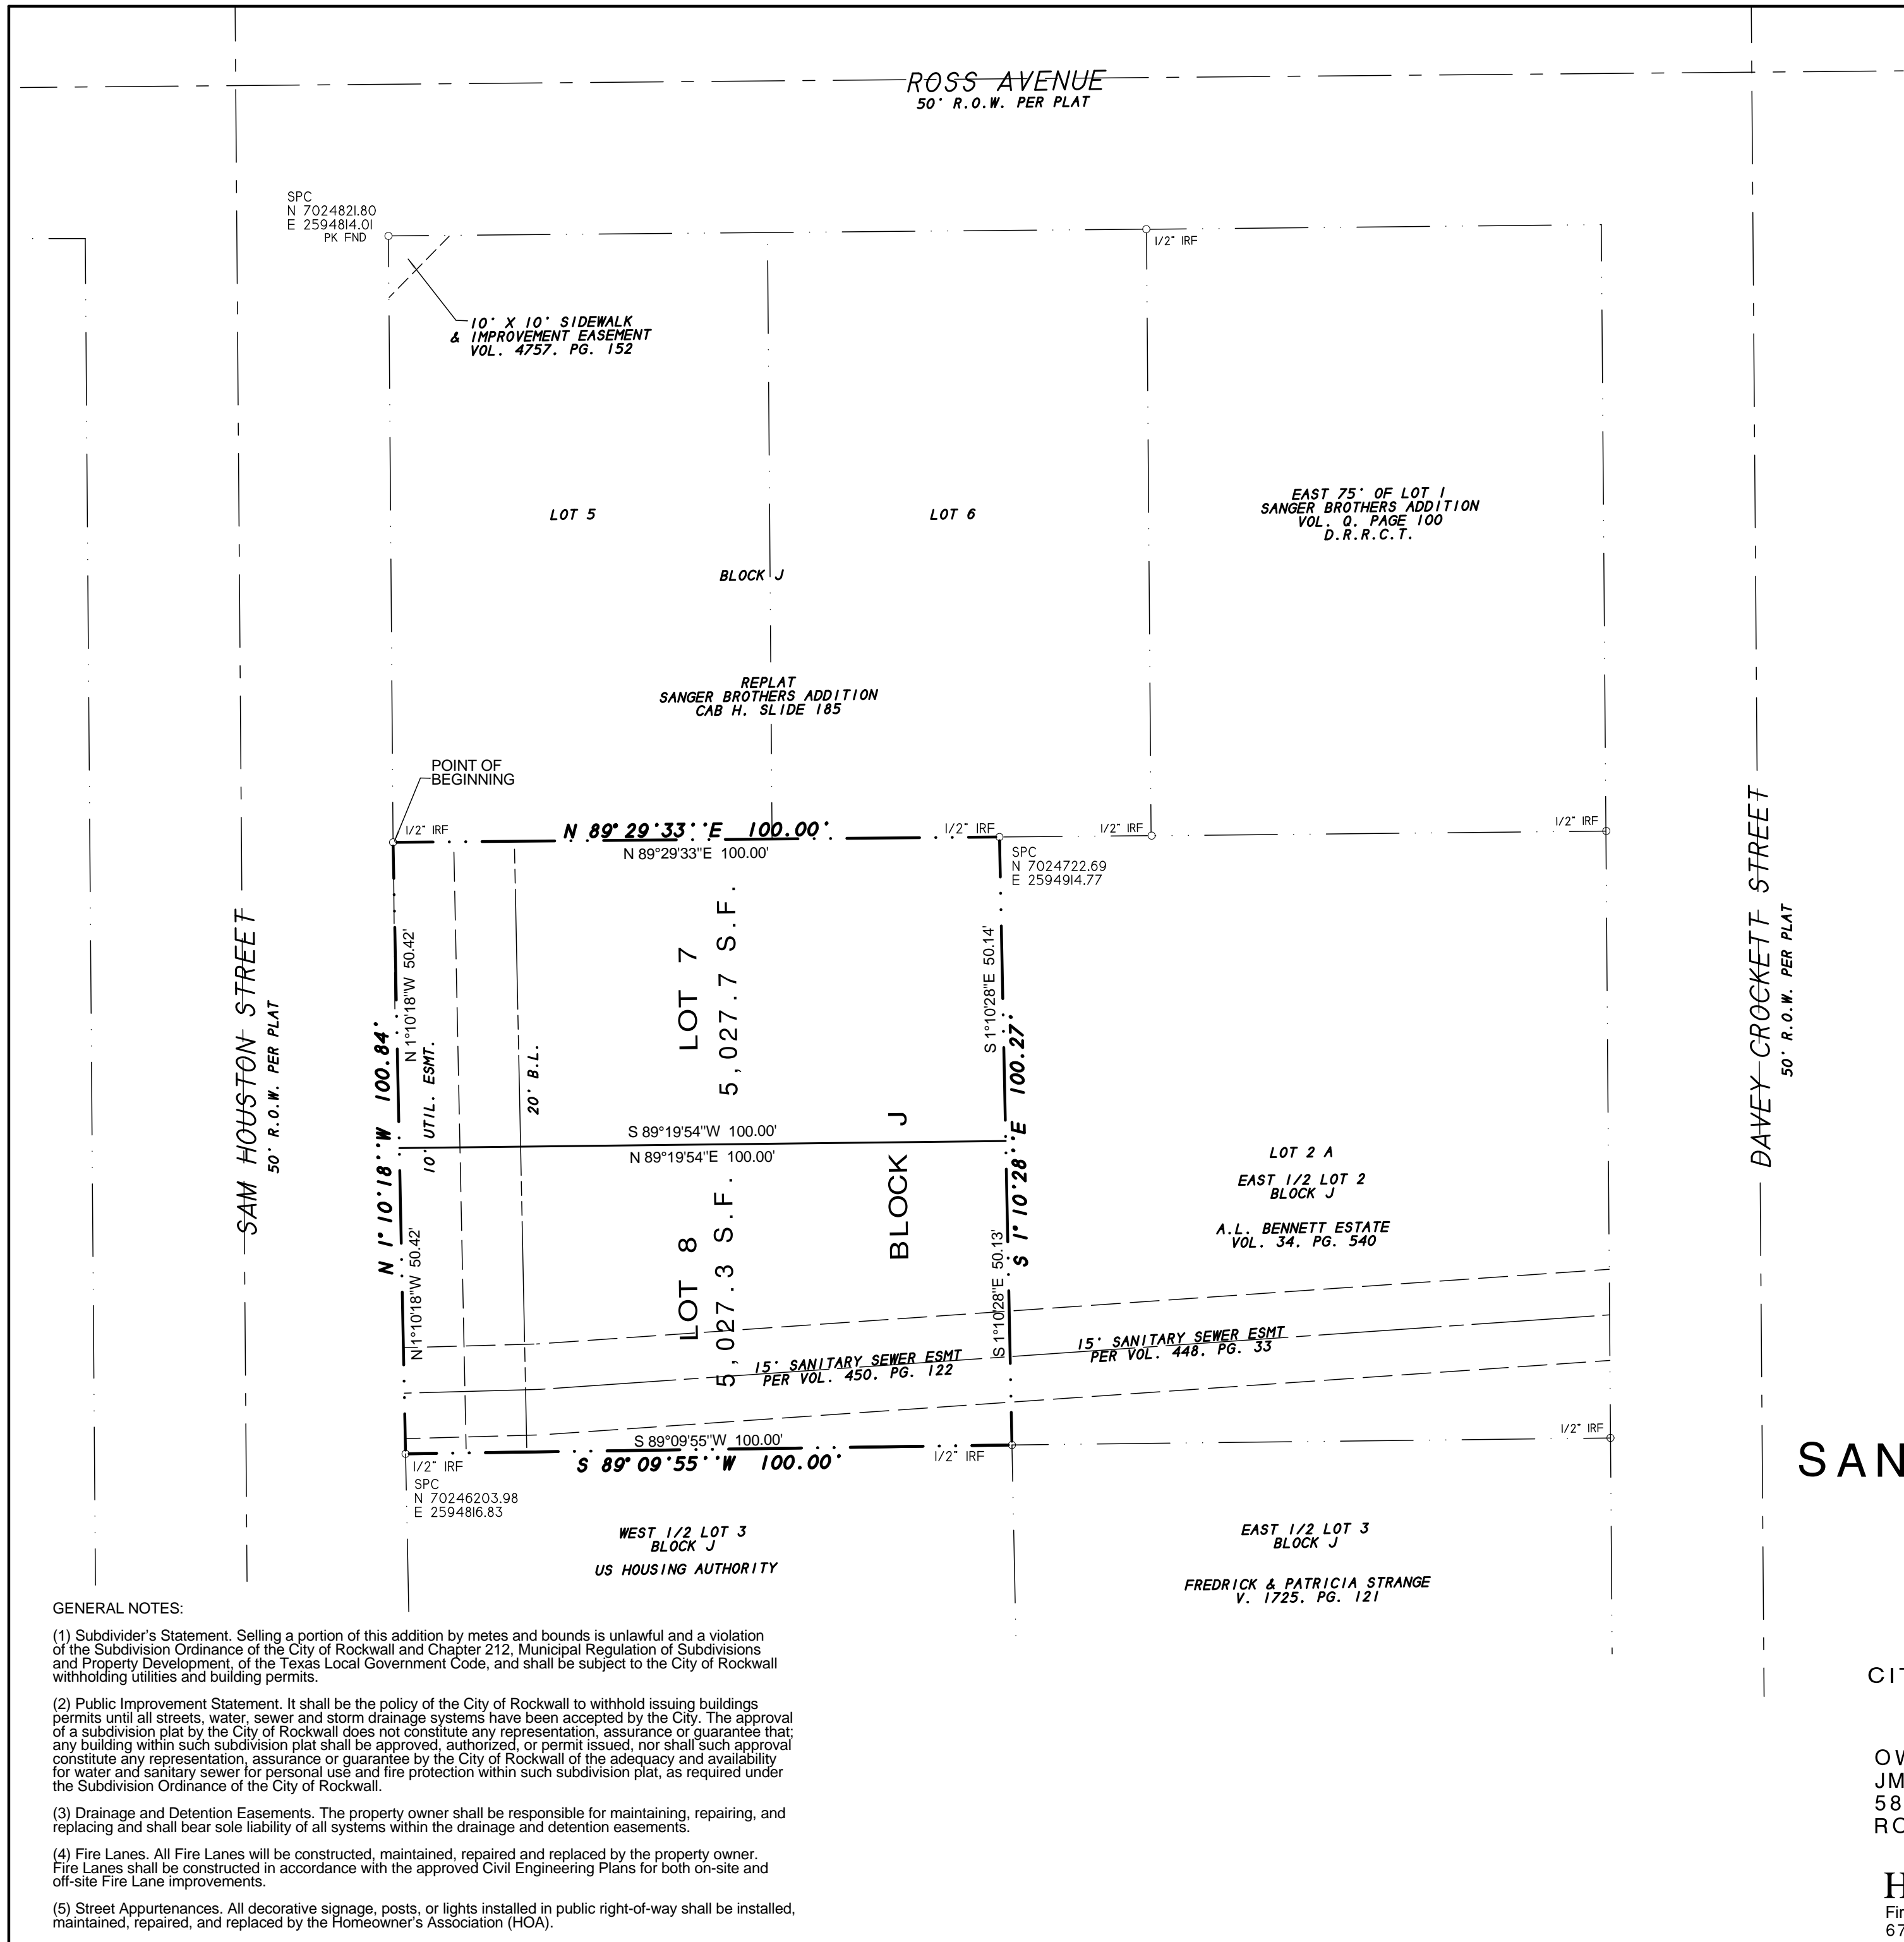 ROSS AVENUE
50' R.O.W. PER PLAT
SPC
N 7024821.80
E 2594814.01
PK FND
1/2" IRF
10' X 10' SIDEWALK
& IMPROVEMENT EASEMENT
VOL. 4757. PG. 152
LOT 5
LOT 6
EAST 75' OF LOT 1
SANGER BROTHERS ADDITION
VOL. Q. PAGE 100
D.R.R.C.T.
BLOCK J
REPLAT
SANGER BROTHERS ADDITION
CAB H. SLIDE 185
POINT OF
BEGINNING
1/2" IRF
N 89° 29'33''E 100.00'
1/2" IRF
1/2" IRF
1/2" IRF
N 89°29'33"E 100.00'
SPC
N 7024722.69
E 2594914.77
SAM HOUSTON STREET
50' R.O.W. PER PLAT
N 1° 10'18''W 100.84'
N 1°10'18"W 50.42'
10' UTIL. ESMT.
20' B.L.
LOT 7
5,027.7 S.F.
S 1°10'28"E 50.14'
S 1° 10'28''E 100.27'
DAVEY CROCKETT STREET
50' R.O.W. PER PLAT
S 89°19'54"W 100.00'
N 89°19'54"E 100.00'
BLOCK J
LOT 8
5,027.3 S.F.
N 1°10'18"W 50.42'
S 1°10'28"E 50.13'
LOT 2 A
EAST 1/2 LOT 2
BLOCK J
A.L. BENNETT ESTATE
VOL. 34. PG. 540
15' SANITARY SEWER ESMT
PER VOL. 450. PG. 122
15' SANITARY SEWER ESMT
PER VOL. 448. PG. 33
S 89°09'55"W 100.00'
S 89° 09'55''W 100.00'
1/2" IRF
1/2" IRF
1/2" IRF
SPC
N 70246203.98
E 2594816.83
WEST 1/2 LOT 3
BLOCK J
US HOUSING AUTHORITY
EAST 1/2 LOT 3
BLOCK J
FREDRICK & PATRICIA STRANGE
V. 1725. PG. 121
SAN
CIT
OW
JM
58
RO
H
Fir
67
GENERAL NOTES:
(1) Subdivider's Statement. Selling a portion of this addition by metes and bounds is unlawful and a violation
of the Subdivision Ordinance of the City of Rockwall and Chapter 212, Municipal Regulation of Subdivisions
and Property Development, of the Texas Local Government Code, and shall be subject to the City of Rockwall
withholding utilities and building permits.
(2) Public Improvement Statement. It shall be the policy of the City of Rockwall to withhold issuing buildings
permits until all streets, water, sewer and storm drainage systems have been accepted by the City. The approval
of a subdivision plat by the City of Rockwall does not constitute any representation, assurance or guarantee that;
any building within such subdivision plat shall be approved, authorized, or permit issued, nor shall such approval
constitute any representation, assurance or guarantee by the City of Rockwall of the adequacy and availability
for water and sanitary sewer for personal use and fire protection within such subdivision plat, as required under
the Subdivision Ordinance of the City of Rockwall.
(3) Drainage and Detention Easements. The property owner shall be responsible for maintaining, repairing, and
replacing and shall bear sole liability of all systems within the drainage and detention easements.
(4) Fire Lanes. All Fire Lanes will be constructed, maintained, repaired and replaced by the property owner.
Fire Lanes shall be constructed in accordance with the approved Civil Engineering Plans for both on-site and
off-site Fire Lane improvements.
(5) Street Appurtenances. All decorative signage, posts, or lights installed in public right-of-way shall be installed,
maintained, repaired, and replaced by the Homeowner's Association (HOA).